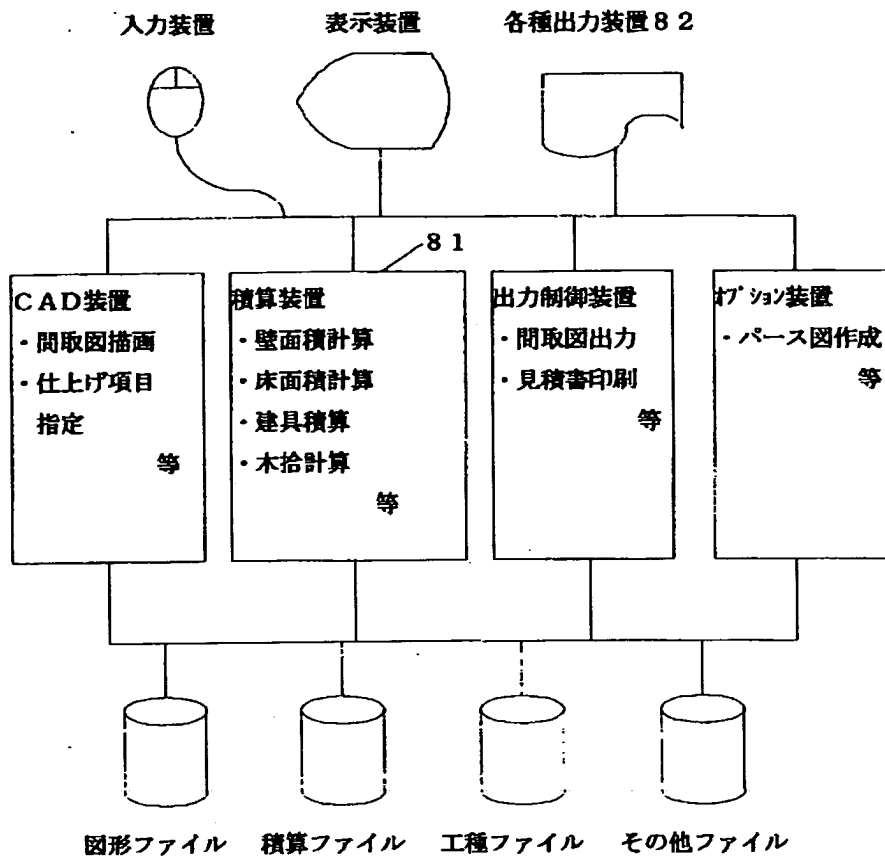 入力装置
表示装置
各種出力装置82
81
CAD装置
・間取図描画
・仕上げ項目
指定
等
積算装置
・壁面積計算
・床面積計算
・建具積算
・木拾計算
等
出力制御装置
・間取図出力
・見積書印刷
等
オプション装置
・パース図作成
等
図形ファイル
積算ファイル
工種ファイル
その他ファイル